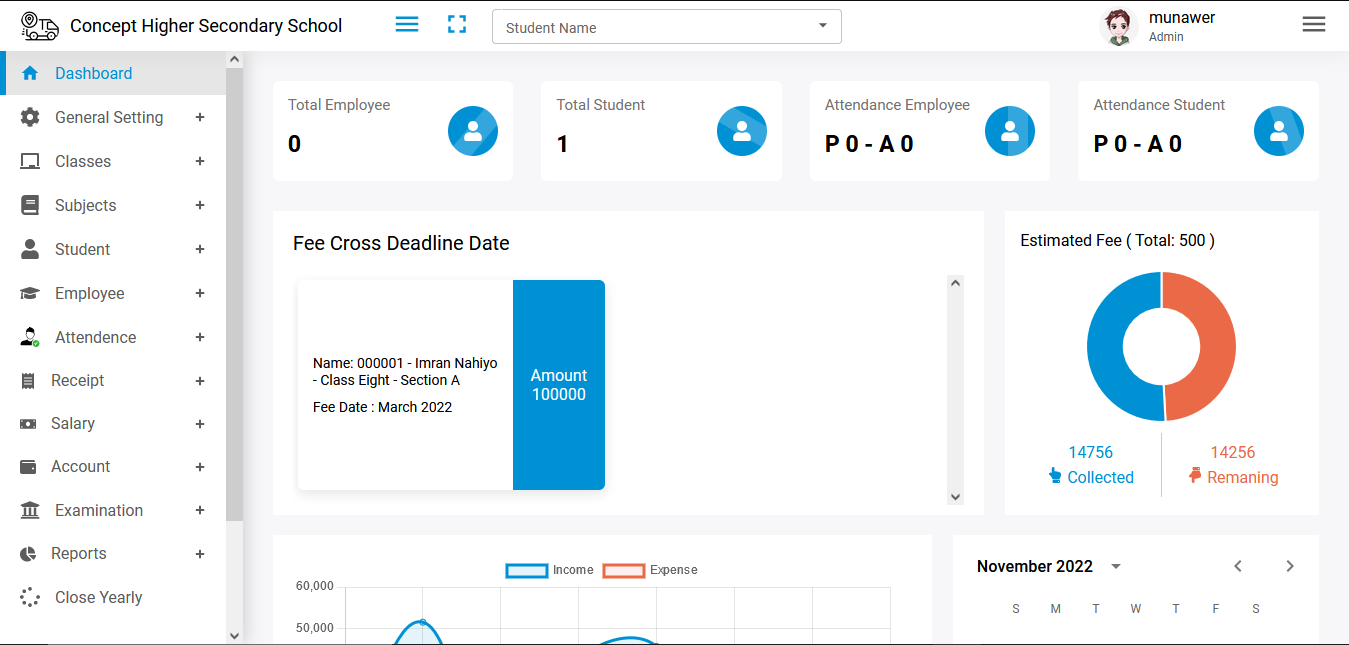 Concept Higher Secondary School
Student Name
munawer
Admin
Dashboard
General Setting +
Classes +
Subjects +
Student +
Employee +
Attendence +
Receipt +
Salary +
Account +
Examination +
Reports +
Close Yearly
Total Employee
0
Total Student
1
Attendance Employee
P 0 - A 0
Attendance Student
P 0 - A 0
Fee Cross Deadline Date
Name: 000001 - Imran Nahiyo
- Class Eight - Section A
Fee Date : March 2022
Amount
100000
Estimated Fee ( Total: 500 )
14756
Collected
14256
Remaning
Income Expense
60,000
50,000
November 2022
S M T W T F S